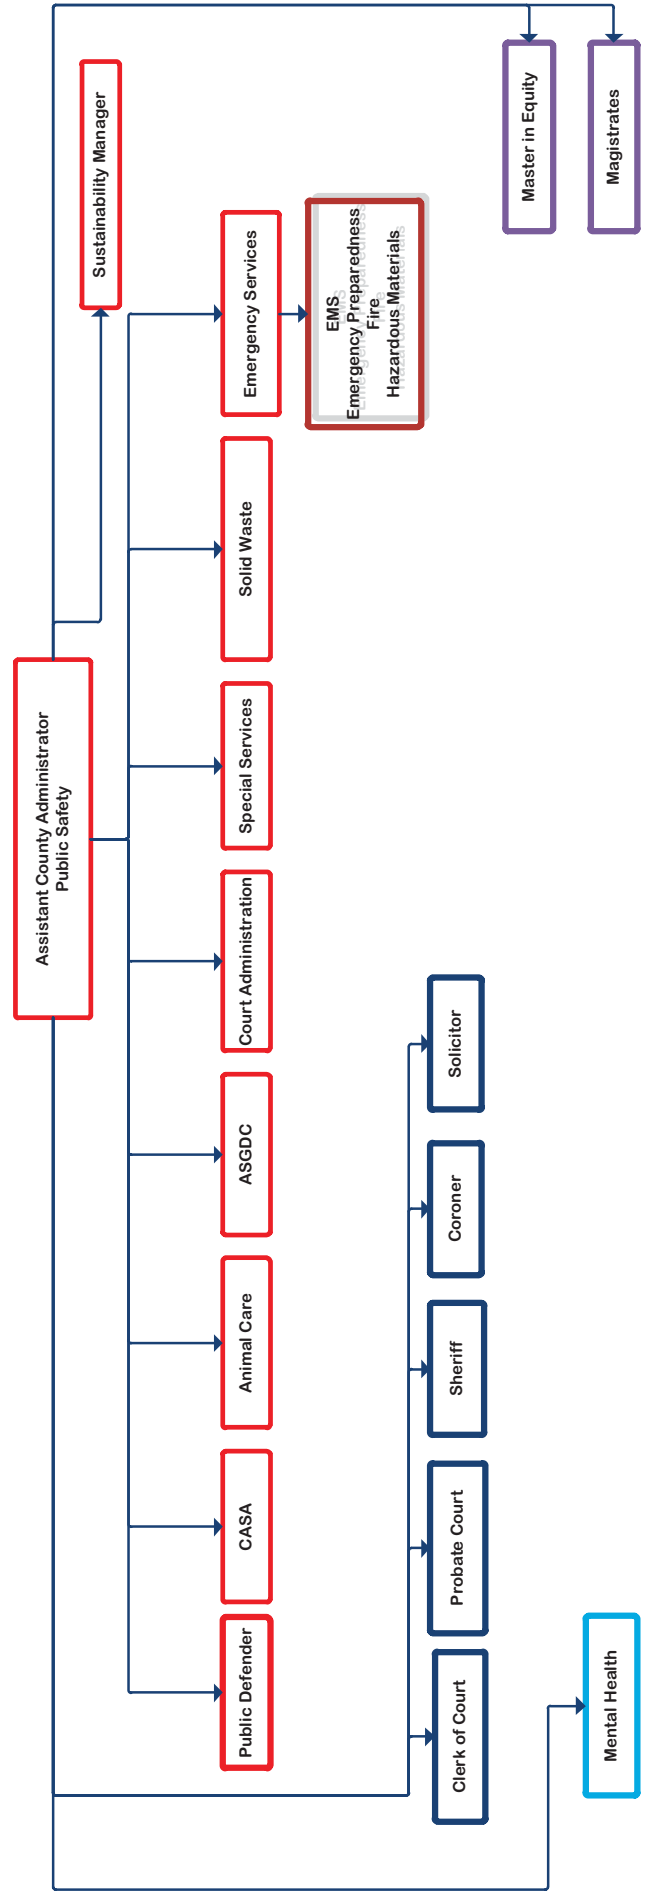 Assistant County Administrator
Public Safety
Sustainability Manager
Public Defender
CASA
Animal Care
ASGDC
Court Administration
Special Services
Solid Waste
Emergency Services
EMS
Emergency Preparedness
Fire
Hazardous Materials
Clerk of Court
Probate Court
Sheriff
Coroner
Solicitor
Mental Health
Master in Equity
Magistrates